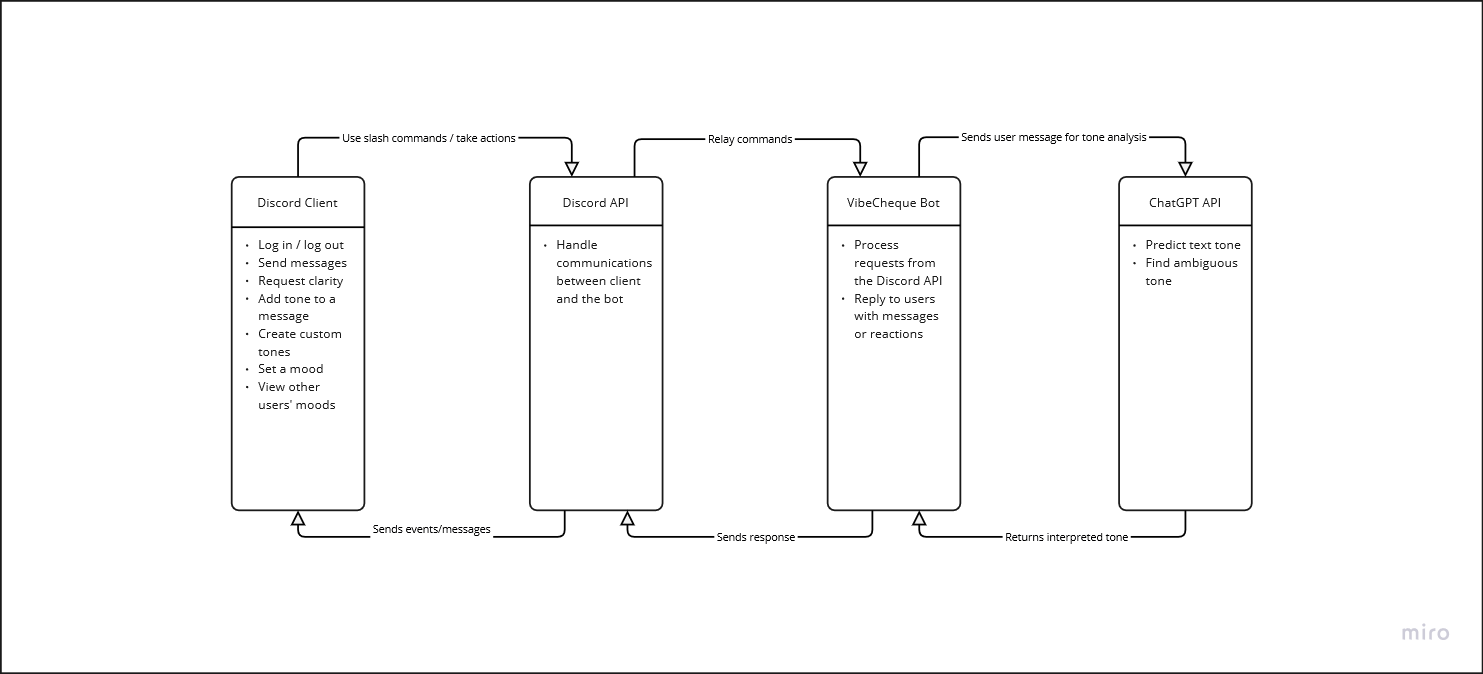 Use slash commands / take actions
Relay commands
Sends user message for tone analysis
Discord Client
• Log in / log out
• Send messages
• Request clarity
• Add tone to a
message
• Create custom
tones
• Set a mood
• View other
users' moods
Discord API
• Handle
communications
between client
and the bot
VibeCheque Bot
• Process
requests from
the Discord API
• Reply to users
with messages
or reactions
ChatGPT API
• Predict text tone
• Find ambiguous
tone
Sends events/messages
Sends response
Returns interpreted tone
miro